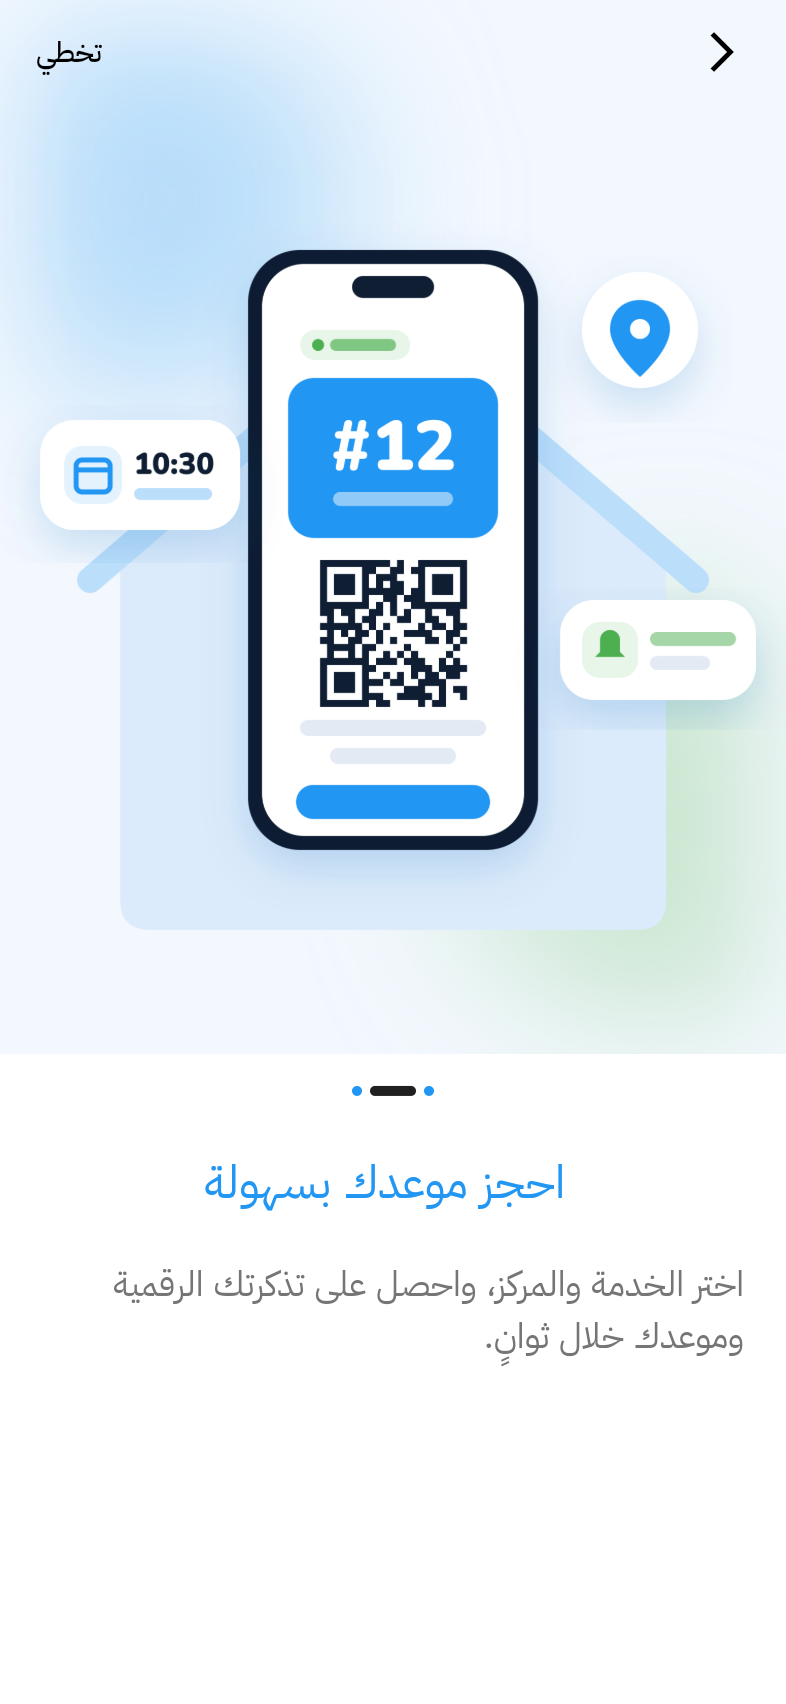 تخطي
#12
10:30
احجز موعدك بسهولة
اختر الخدمة والمركز، واحصل على تذكرتك الرقمية
وموعدك خلال ثوانٍ.